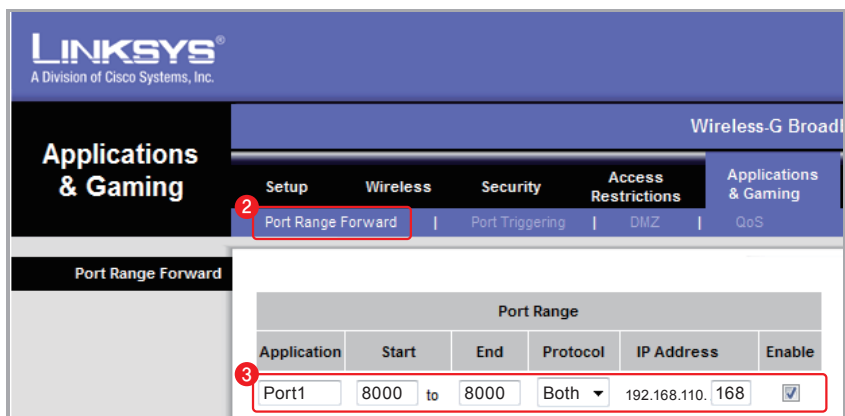 LINKSYS®
A Division of Cisco Systems, Inc.
Wireless-G Broad
Applications
& Gaming
Setup Wireless Security Access Restrictions Applications & Gaming
2
Port Range Forward | Port Triggering | DMZ | QoS
Port Range Forward
Port Range
Application Start End Protocol IP Address Enable
3
Port1 8000 to 8000 Both 192.168.110. 168